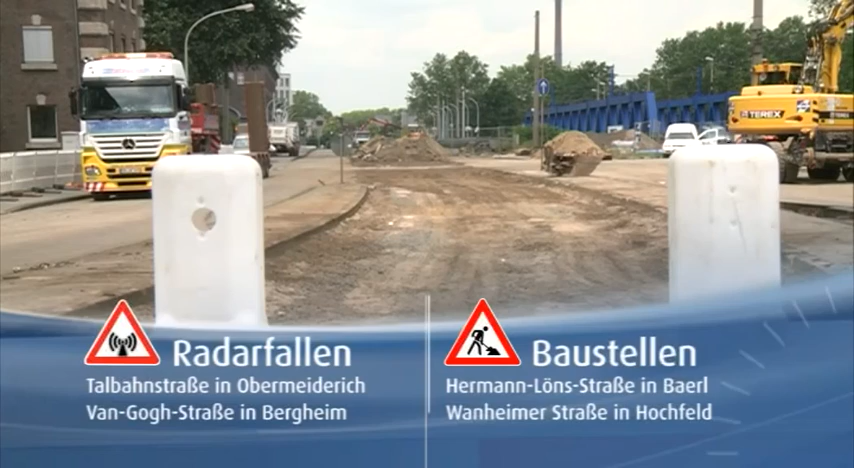 TEREX
Radarfallen
Talbahnstraße in Obermeiderich
Van-Gogh-Straße in Bergheim
Baustellen
Hermann-Löns-Straße in Baerl
Wanheimer Straße in Hochfeld